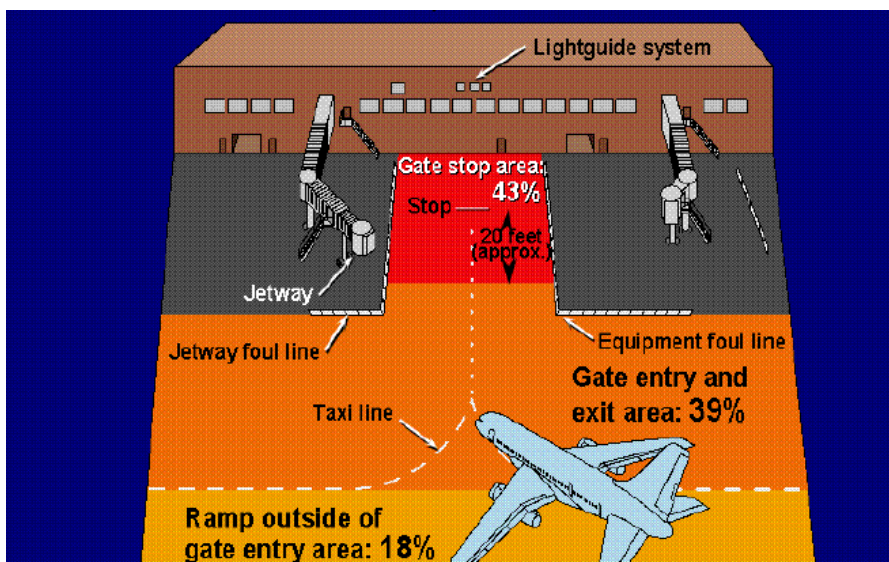 Lightguide system
Gate stop area:
43%
Stop
20 feet
(approx.)
Jetway
Jetway foul line
Equipment foul line
Gate entry and
exit area: 39%
Taxi line
Ramp outside of
gate entry area: 18%